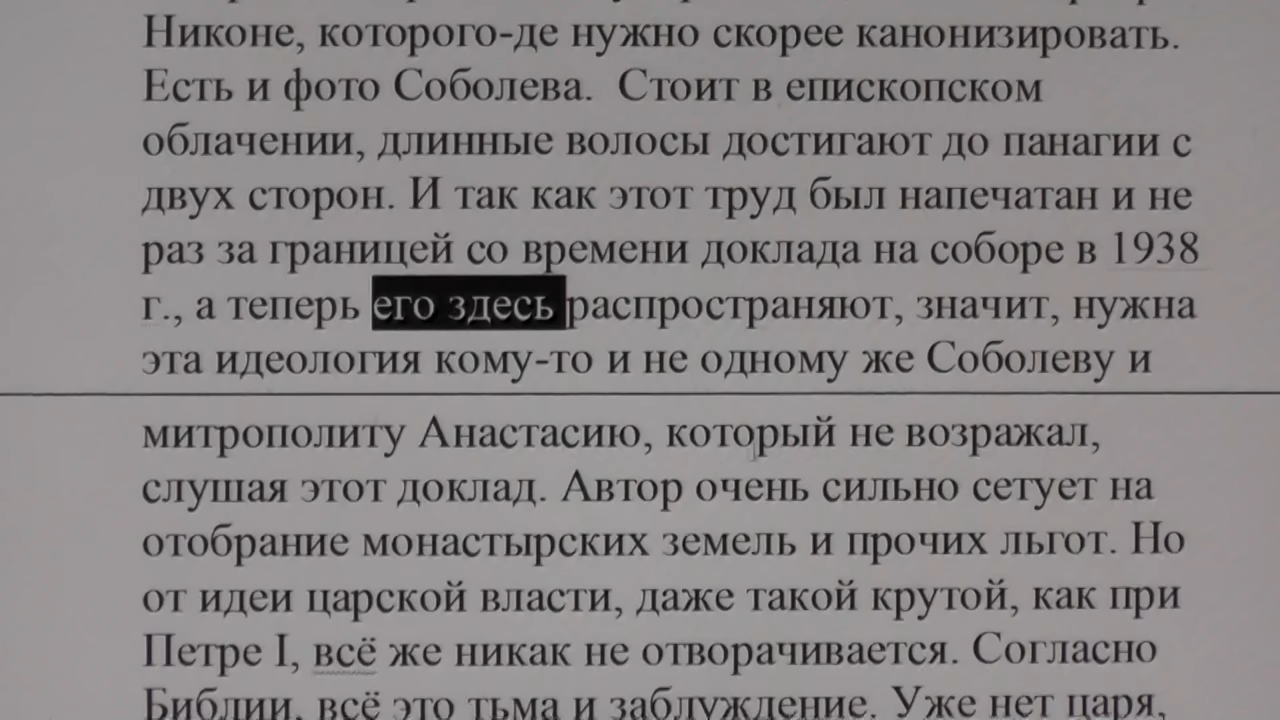 Никоне, которого-де нужно скорее канонизировать.
Есть и фото Соболева. Стоит в епископском
облачении, длинные волосы достигают до панагии с
двух сторон. И так как этот труд был напечатан и не
раз за границей со времени доклада на соборе в 1938
г., а теперь его здесь распространяют, значит, нужна
эта идеология кому-то и не одному же Соболеву и
митрополиту Анастасию, который не возражал,
слушая этот доклад. Автор очень сильно сетует на
отобрание монастырских земель и прочих льгот. Но
от идеи царской власти, даже такой крутой, как при
Петре I, всё же никак не отворачивается. Согласно
Библии, всё это тьма и заблуждение. Уже нет царя,